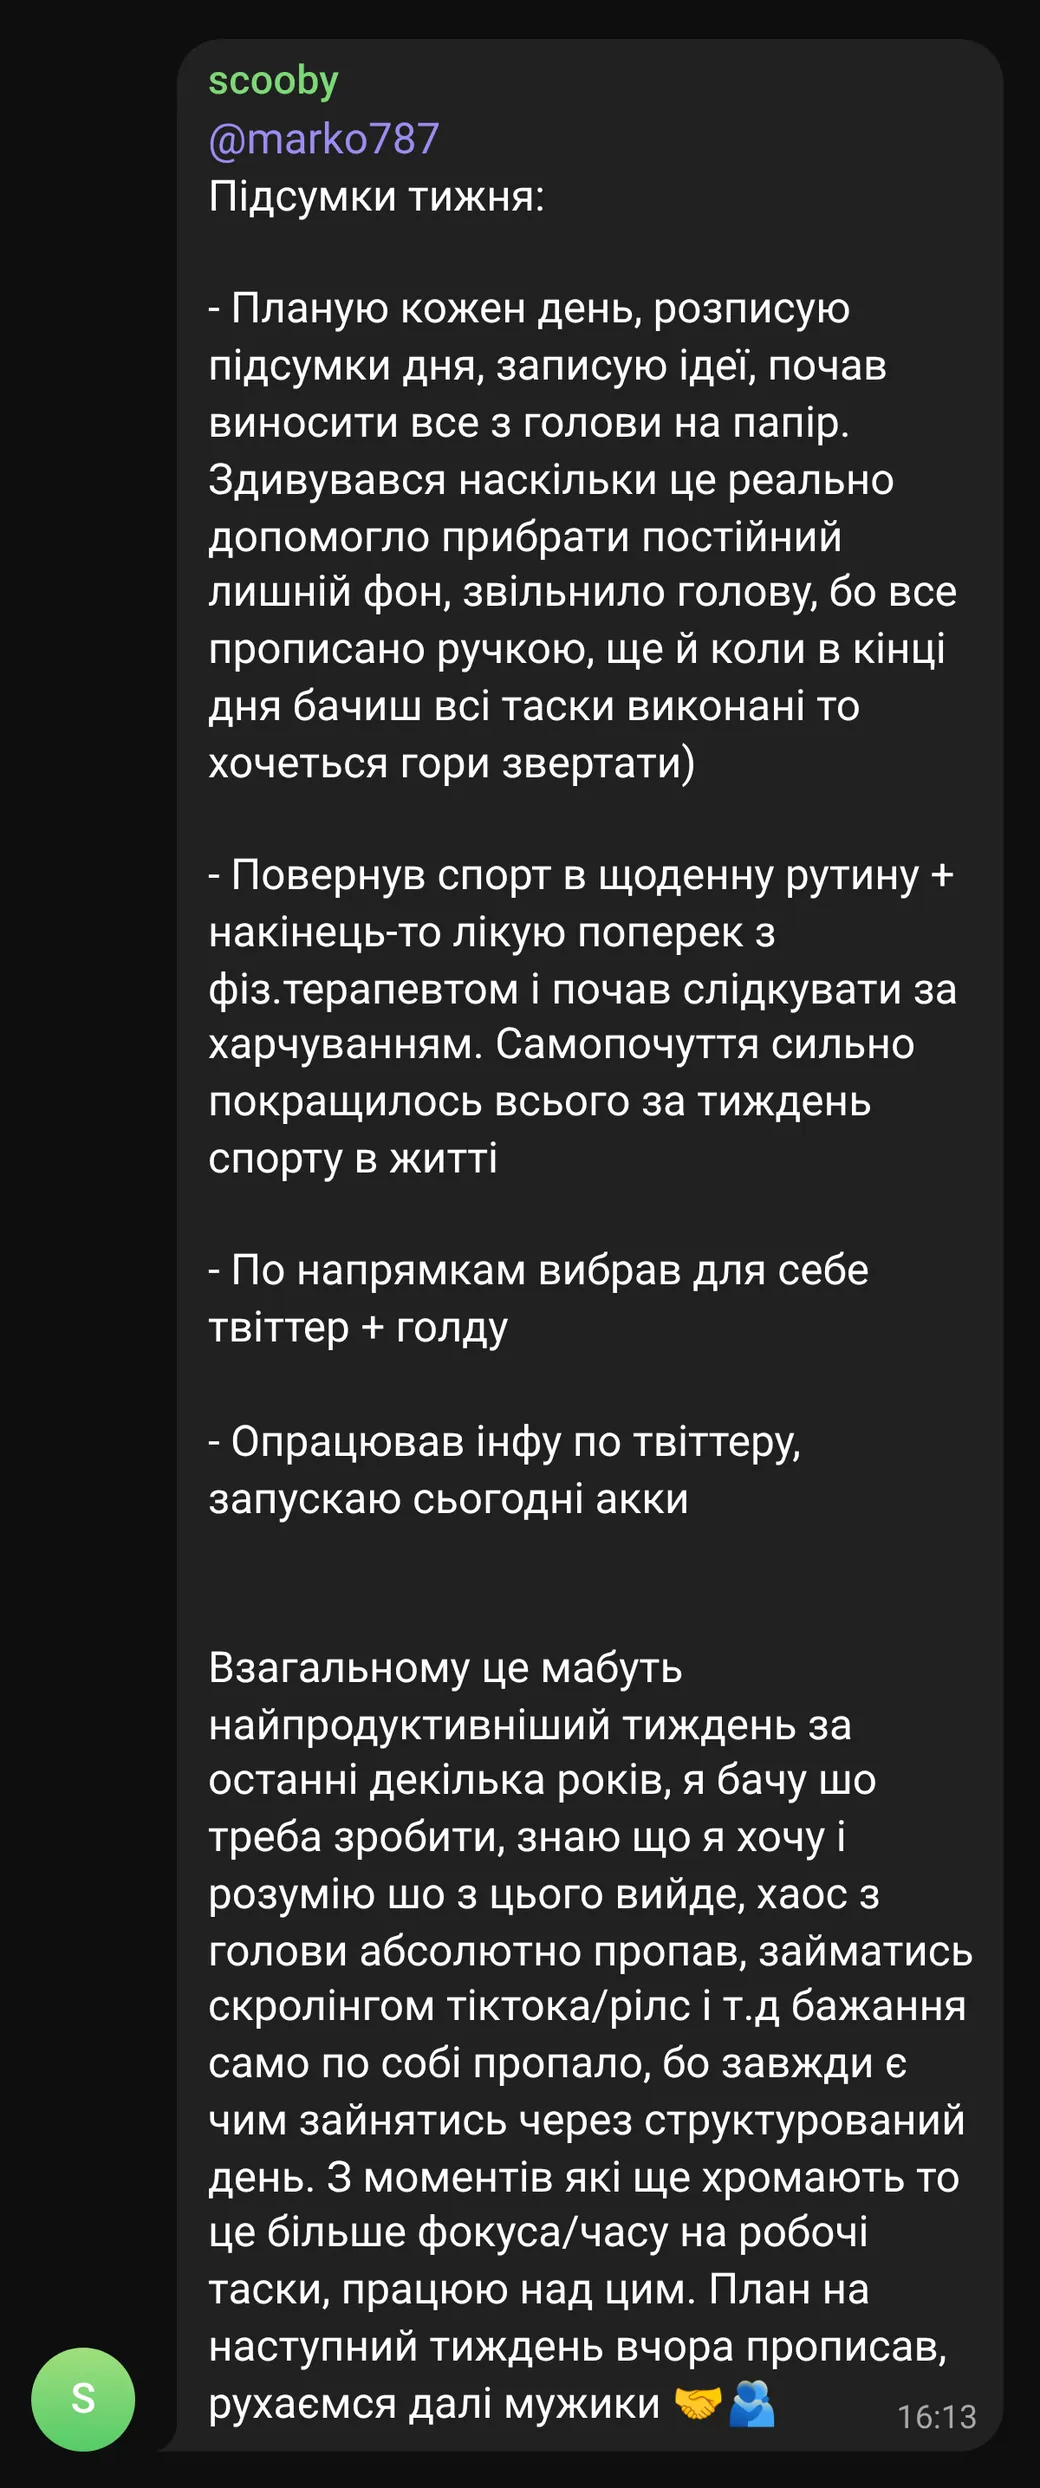 scooby
@marko787
Підсумки тижня:
- Планую кожен день, розписую
підсумки дня, записую ідеї, почав
виносити все з голови на папір.
Здивувався наскільки це реально
допомогло прибрати постійний
лишній фон, звільнило голову, бо все
прописано ручкою, ще й коли в кінці
дня бачиш всі таски виконані то
хочеться гори звертати)
- Повернув спорт в щоденну рутину +
накінець-то лікую поперек з
фіз.терапевтом і почав слідкувати за
харчуванням. Самопочуття сильно
покращилось всього за тиждень
спорту в житті
- По напрямкам вибрав для себе
твіттер + голду
- Опрацював інфу по твіттеру,
запускаю сьогодні акки
Взагальному це мабуть
найпродуктивніший тиждень за
останні декілька років, я бачу шо
треба зробити, знаю що я хочу і
розумію шо з цього вийде, хаос з
голови абсолютно пропав, займатись
скролінгом тіктока/рілс і т.д бажання
само по собі пропало, бо завжди є
чим зайнятись через структурований
день. З моментів які ще хромають то
це більше фокуса/часу на робочі
таски, працюю над цим. План на
наступний тиждень вчора прописав,
рухаємся далі мужики 🤝🫂
16:13
S